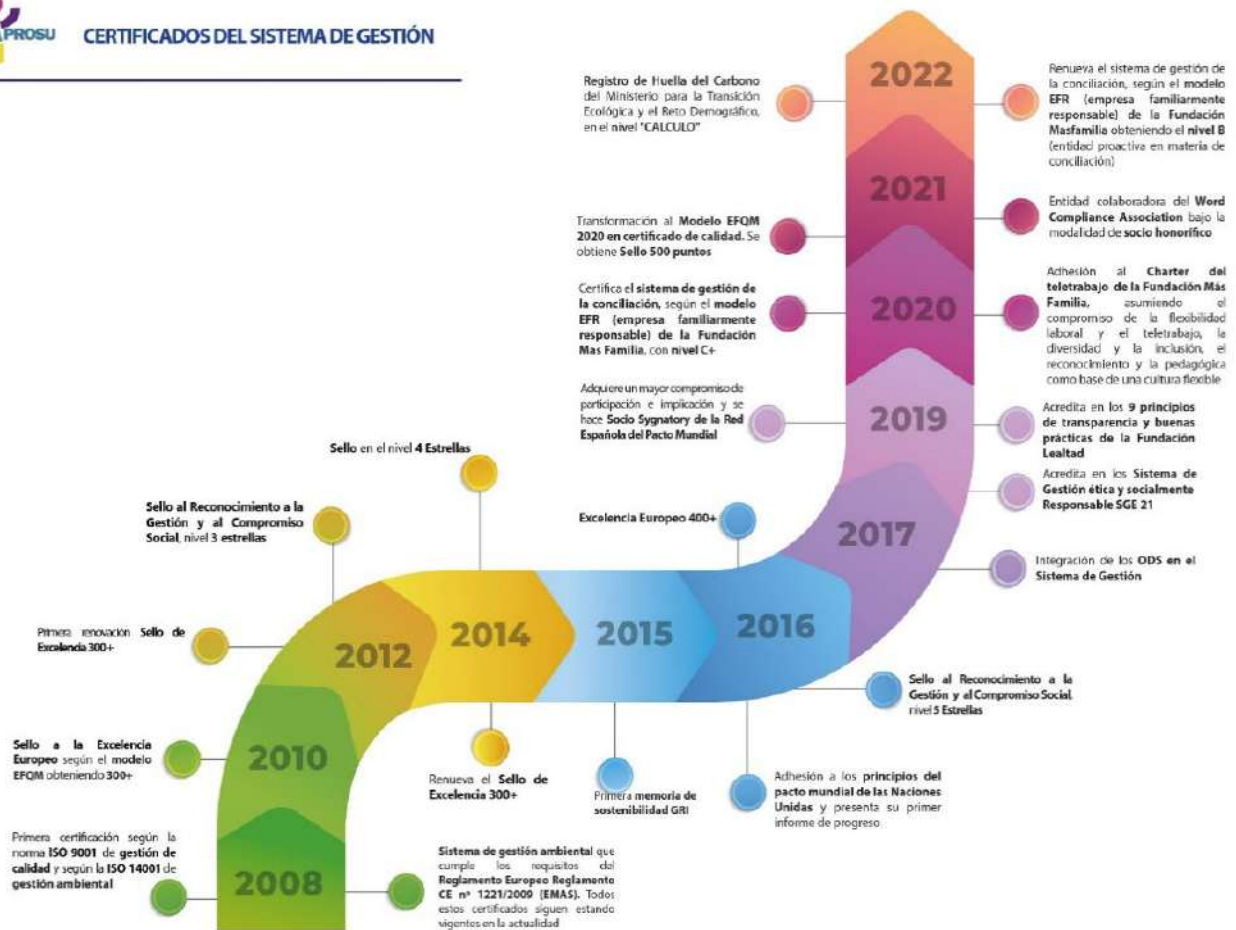 PROSU
CERTIFICADOS DEL SISTEMA DE GESTIÓN
2022
Registro de Huella del Carbono
del Ministerio para la Transición
Ecológica y el Reto Demográfico,
en el nivel "CALCULO"
Renueva el sistema de gestión de
la conciliación, según el modelo
EFR (empresa familiarmente
responsable) de la Fundación
Masfamilia obteniendo el nivel B
(entidad proactiva en materia de
conciliación)
2021
Transformación al Modelo EFQM
2020 en certificado de calidad. Se
obtiene Sello 500 puntos
Entidad colaboradora del Word
Compliance Association bajo la
modalidad de socio honorífico
2020
Certifica el sistema de gestión de
la conciliación, según el modelo
EFR (empresa familiarmente
responsable) de la Fundación
Mas Familia, con nivel C+
Adhesión al Charter del
teletrabajo de la Fundación Más
Familia, asumiendo el
compromiso de la flexibilidad
laboral y el teletrabajo, la
diversidad y la inclusión, el
reconocimiento y la pedagógica
como base de una cultura flexible
2019
Adquiere un mayor compromiso de
participación e implicación y se
hace Socio Sygnatory de la Red
Española del Pacto Mundial
Acredita en los 9 principios
de transparencia y buenas
prácticas de la Fundación
Lealtad
Acredita en los Sistema de
Gestión ética y socialmente
Responsable SGE 21
2017
Integración de los ODS en el
Sistema de Gestión
Excelencia Europeo 400+
2016
Sello al Reconocimiento a la
Gestión y al Compromiso Social,
nivel 5 Estrellas
Adhesión a los principios del
pacto mundial de las Naciones
Unidas y presenta su primer
informe de progreso
2015
Primera memoria de
sostenibilidad GRI
Sello en el nivel 4 Estrellas
2014
Renueva el Sello de
Excelencia 300+
Sello al Reconocimiento a la
Gestión y al Compromiso
Social, nivel 3 estrellas
2012
Primera renovación Sello de
Excelencia 300+
2010
Sello a la Excelencia
Europeo según el modelo
EFQM obteniendo 300+
2008
Primera certificación según la
norma ISO 9001 de gestión de
calidad y según la ISO 14001 de
gestión ambiental
Sistema de gestión ambiental que
cumple los requisitos del
Reglamento Europeo Reglamento
CE nº 1221/2009 (EMAS). Todos
estos certificados siguen estando
vigentes en la actualidad